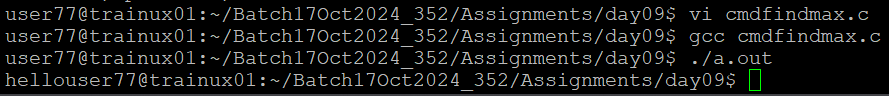 user77@trainux01:~/Batch17Oct2024_352/Assignments/day09$ vi cmdfindmax.c
user77@trainux01:~/Batch17Oct2024_352/Assignments/day09$ gcc cmdfindmax.c
user77@trainux01:~/Batch17Oct2024_352/Assignments/day09$ ./a.out
hellouser77@trainux01:~/Batch17Oct2024_352/Assignments/day09$